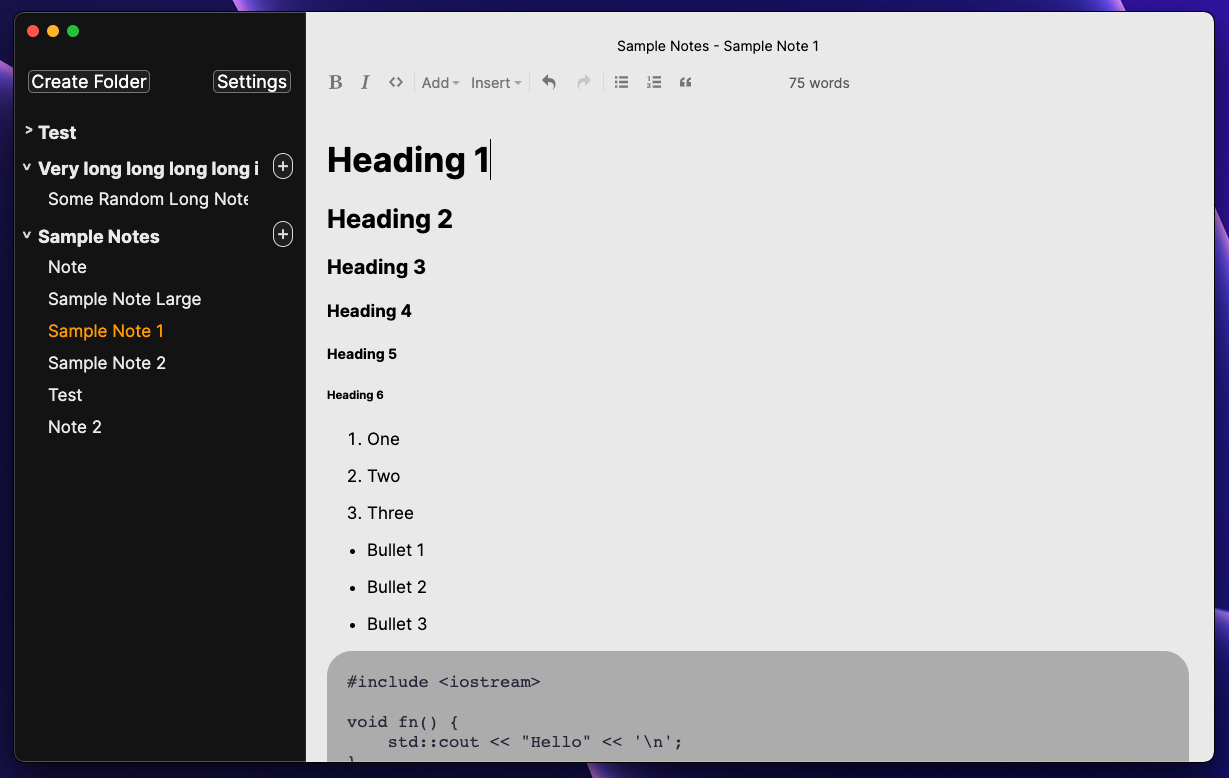 Create Folder Settings
> Test
Very long long long long i +
Some Random Long Note
Sample Notes +
Note
Sample Note Large
Sample Note 1
Sample Note 2
Test
Note 2
Sample Notes - Sample Note 1
B I <> Add Insert 75 words
Heading 1
Heading 2
Heading 3
Heading 4
Heading 5
Heading 6
1. One
2. Two
3. Three
• Bullet 1
• Bullet 2
• Bullet 3
#include <iostream>
void fn() {
    std::cout << "Hello" << '\n';
}